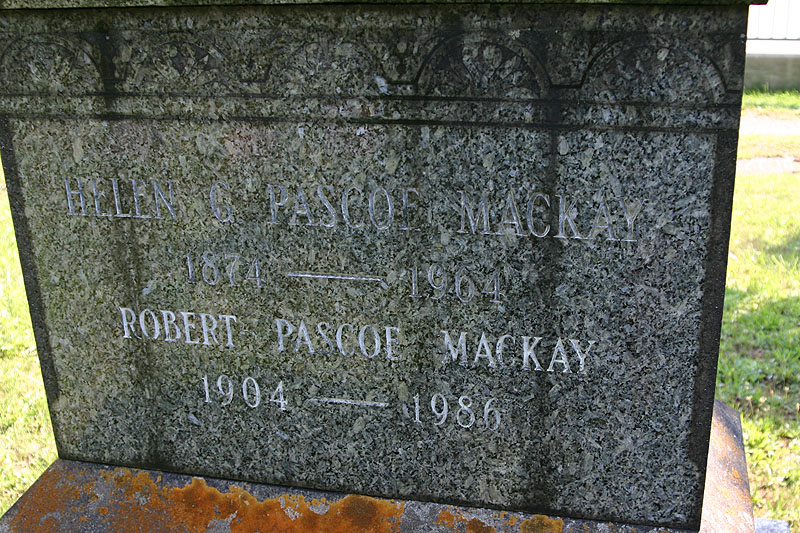 HELEN G. PASCOE MACKAY
1874 — 1964
ROBERT PASCOE MACKAY
1904 — 1986